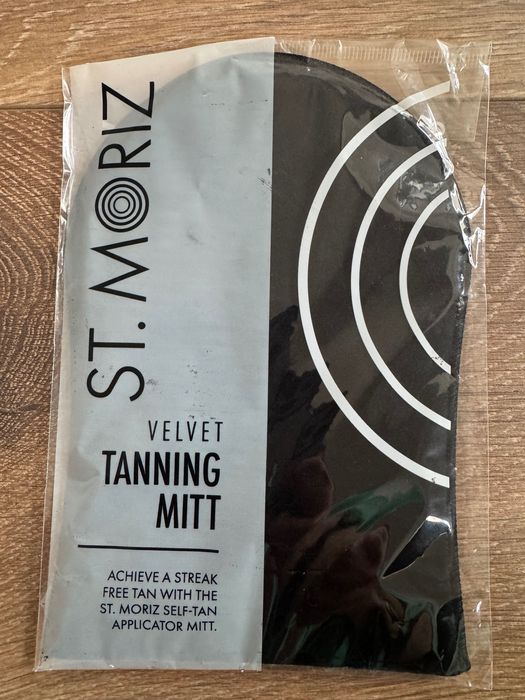 ST. MORIZ
VELVET
TANNING
MITT
ACHIEVE A STREAK
FREE TAN WITH THE
ST. MORIZ SELF-TAN
APPLICATOR MITT.